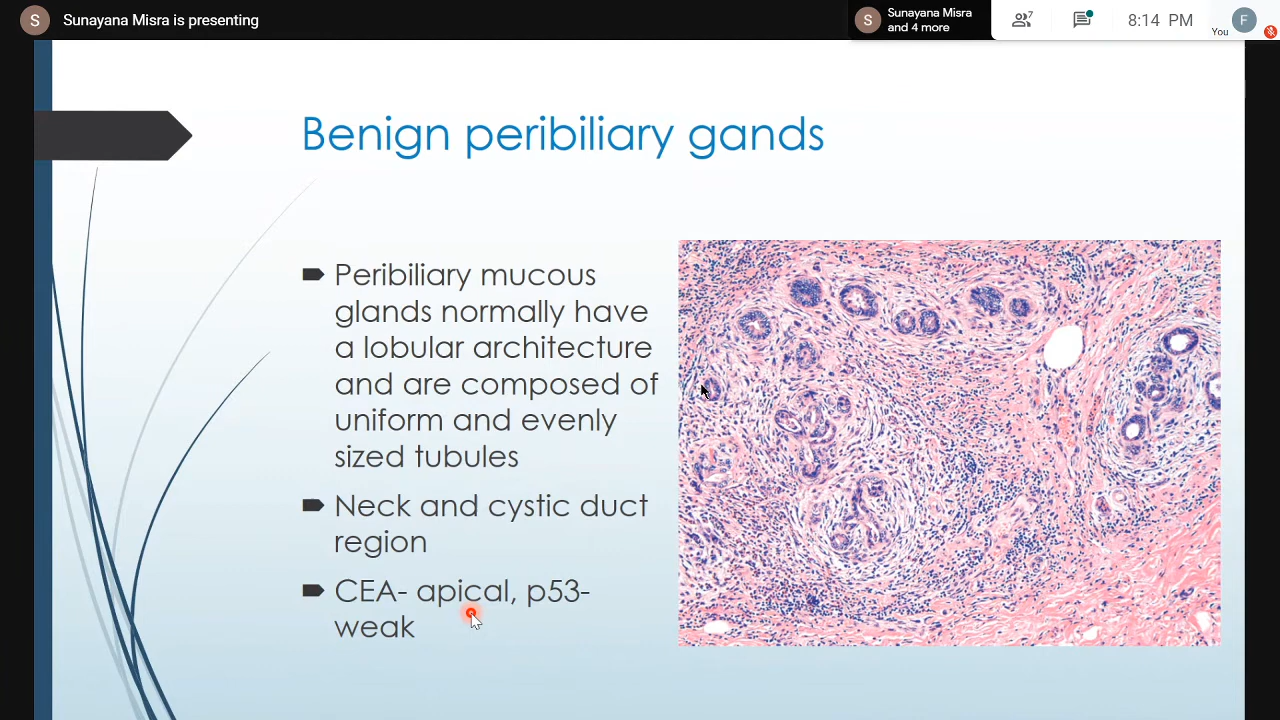 S Sunayana Misra is presenting
S Sunayana Misra
and 4 more
7
8:14 PM
You
F
Benign peribiliary gands
Peribiliary mucous
glands normally have
a lobular architecture
and are composed of
uniform and evenly
sized tubules
Neck and cystic duct
region
CEA- apical, p53-
weak